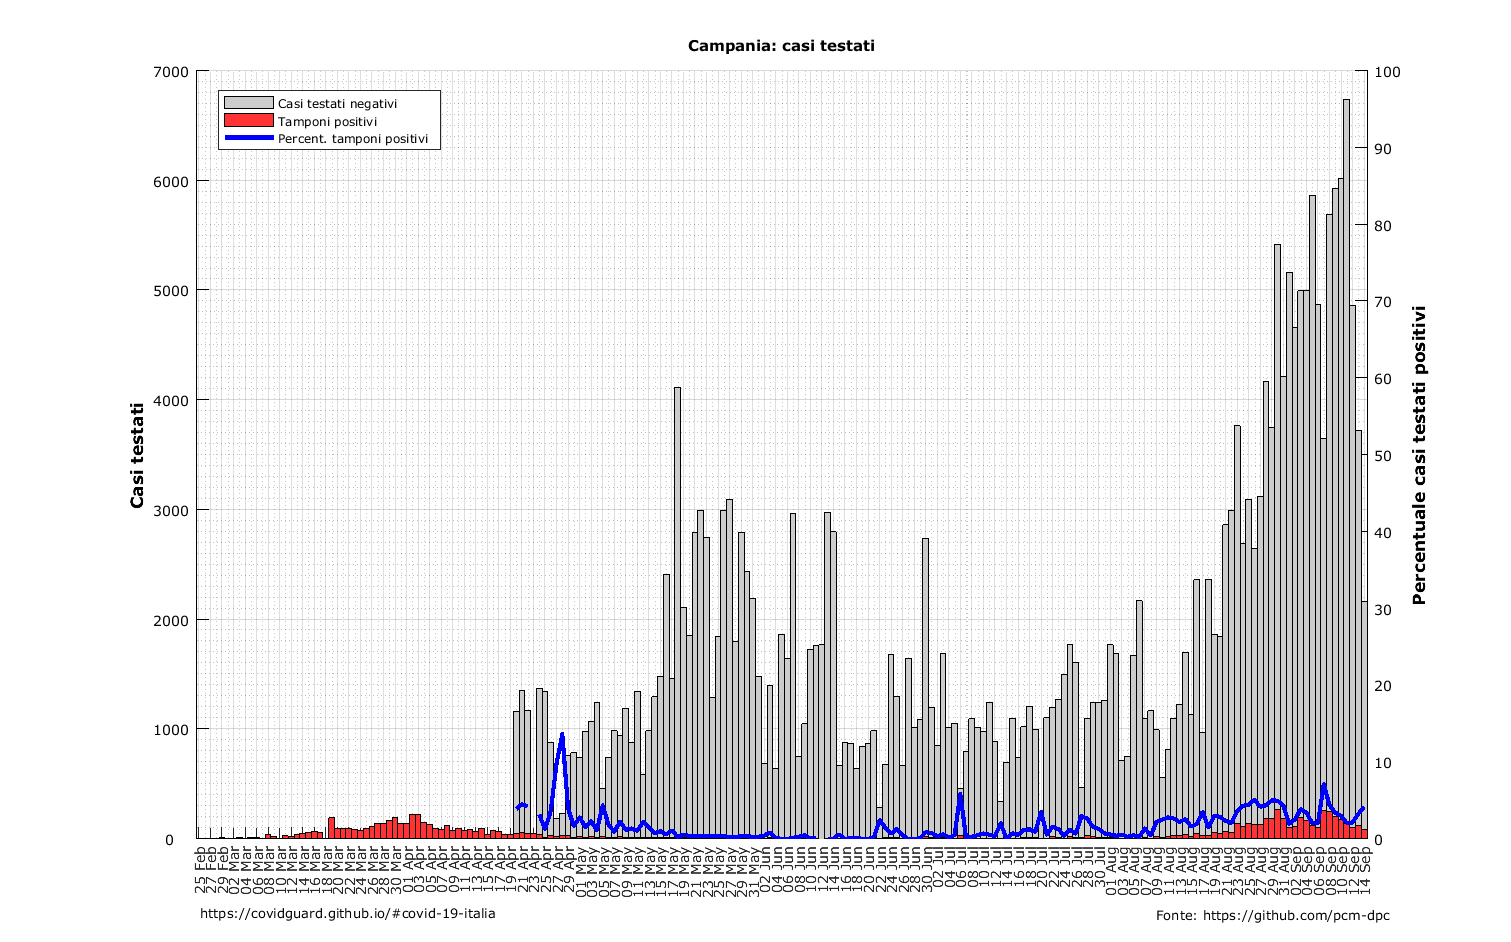 Campania: casi testati
7000
6000
5000
4000
3000
2000
1000
0
Casi testati
Casi testati negativi
Tamponi positivi
Percent. tamponi positivi
100
90
80
70
60
50
40
30
20
10
0
Percentuale casi testati positivi
25 Feb
27 Feb
29 Feb
02 Mar
04 Mar
06 Mar
08 Mar
10 Mar
12 Mar
14 Mar
16 Mar
18 Mar
20 Mar
22 Mar
24 Mar
26 Mar
28 Mar
30 Mar
01 Apr
03 Apr
05 Apr
07 Apr
09 Apr
11 Apr
13 Apr
15 Apr
17 Apr
19 Apr
21 Apr
23 Apr
25 Apr
27 Apr
29 Apr
01 May
03 May
05 May
07 May
09 May
11 May
13 May
15 May
17 May
19 May
21 May
23 May
25 May
27 May
29 May
31 May
02 Jun
04 Jun
06 Jun
08 Jun
10 Jun
12 Jun
14 Jun
16 Jun
18 Jun
20 Jun
22 Jun
24 Jun
26 Jun
28 Jun
30 Jun
02 Jul
04 Jul
06 Jul
08 Jul
10 Jul
12 Jul
14 Jul
16 Jul
18 Jul
20 Jul
22 Jul
24 Jul
26 Jul
28 Jul
30 Jul
01 Aug
03 Aug
05 Aug
07 Aug
09 Aug
11 Aug
13 Aug
15 Aug
17 Aug
19 Aug
21 Aug
23 Aug
25 Aug
27 Aug
29 Aug
31 Aug
02 Sep
04 Sep
06 Sep
08 Sep
10 Sep
12 Sep
14 Sep
https://covidguard.github.io/#covid-19-italia
Fonte: https://github.com/pcm-dpc